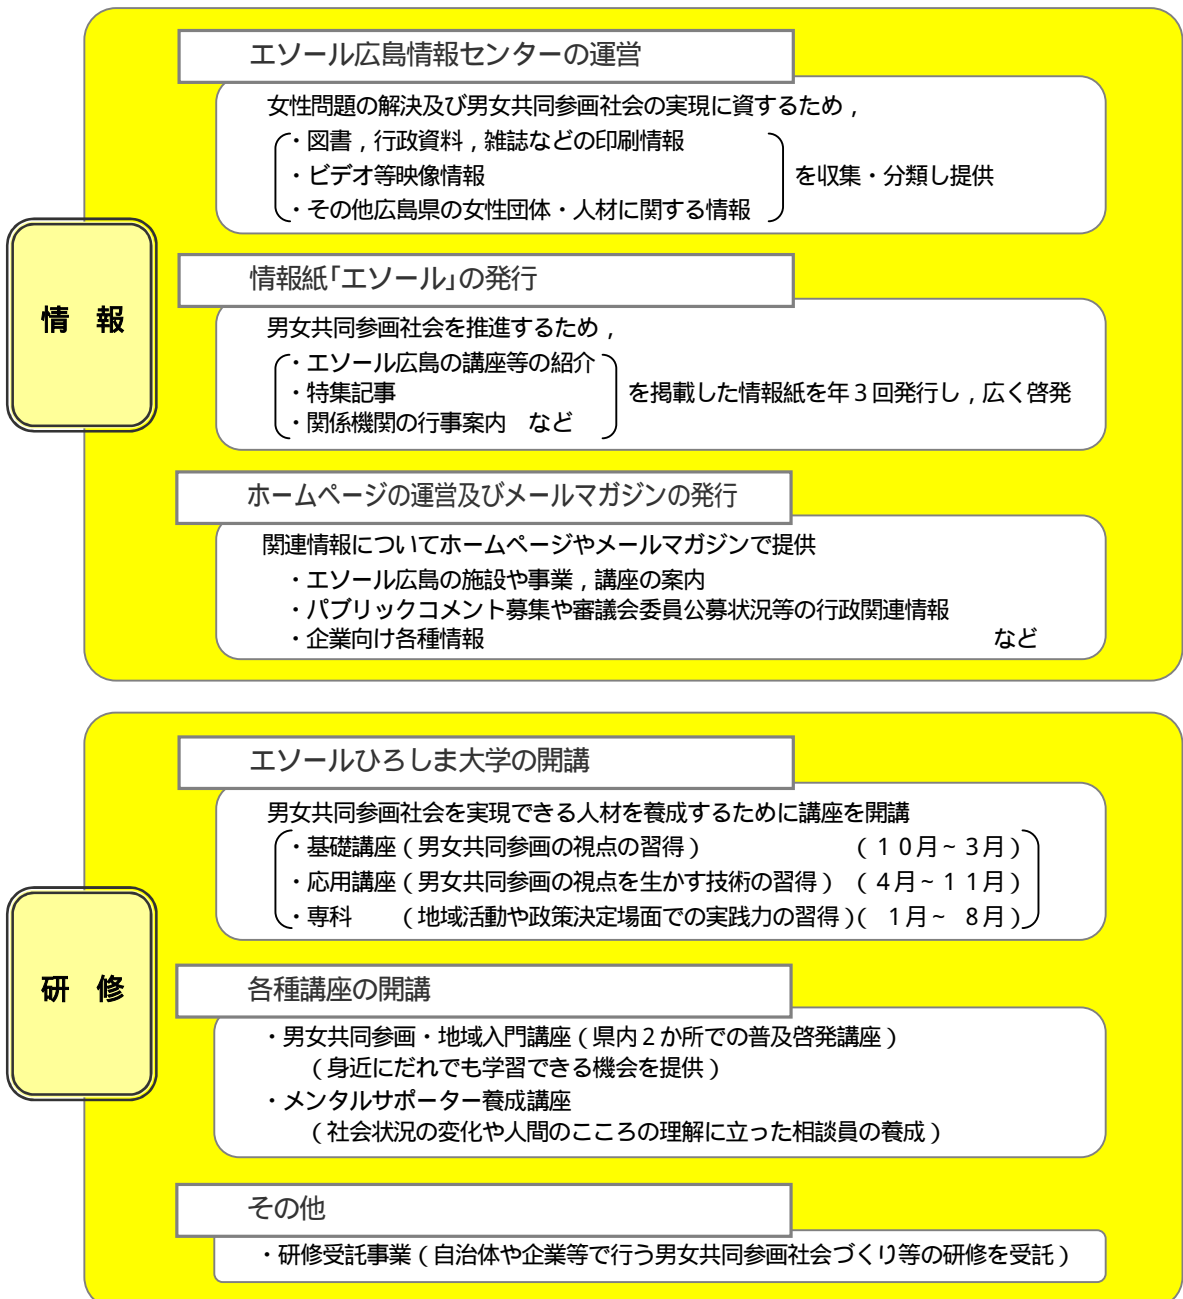 情　報
エソール広島情報センターの運営
女性問題の解決及び男女共同参画社会の実現に資するため，
・図書，行政資料，雑誌などの印刷情報
・ビデオ等映像情報　を収集・分類し提供
・その他広島県の女性団体・人材に関する情報
情報紙「エソール」の発行
男女共同参画社会を推進するため，
・エソール広島の講座等の紹介
・特集記事　を掲載した情報紙を年３回発行し，広く啓発
・関係機関の行事案内　など
ホームページの運営及びメールマガジンの発行
関連情報についてホームページやメールマガジンで提供
・エソール広島の施設や事業，講座の案内
・パブリックコメント募集や審議会委員公募状況等の行政関連情報
・企業向け各種情報　など
研　修
エソールひろしま大学の開講
男女共同参画社会を実現できる人材を養成するために講座を開講
・基礎講座（男女共同参画の視点の習得）　（１０月~３月）
・応用講座（男女共同参画の視点を生かす技術の習得）　（４月~１１月）
・専科　（地域活動や政策決定場面での実践力の習得）（　１月~　８月）
各種講座の開講
・男女共同参画・地域入門講座（県内２か所での普及啓発講座）
（身近にだれでも学習できる機会を提供）
・メンタルサポーター養成講座
（社会状況の変化や人間のこころの理解に立った相談員の養成）
その他
・研修受託事業（自治体や企業等で行う男女共同参画社会づくり等の研修を受託）